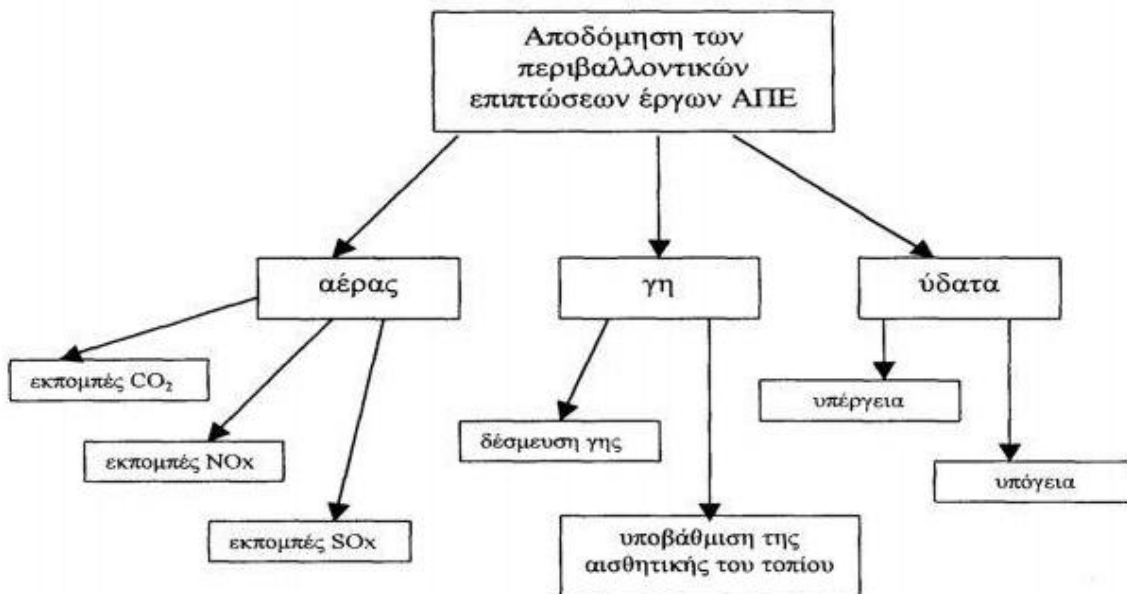 Αποδόμηση των
περιβαλλοντικών
επιπτώσεων έργων ΑΠΕ
αέρας
γη
ύδατα
εκπομπές CO₂
υπέργεια
δέσμευση γης
εκπομπές NOx
υπόγεια
εκπομπές SOx
υποβάθμιση της
αισθητικής του τοπίου